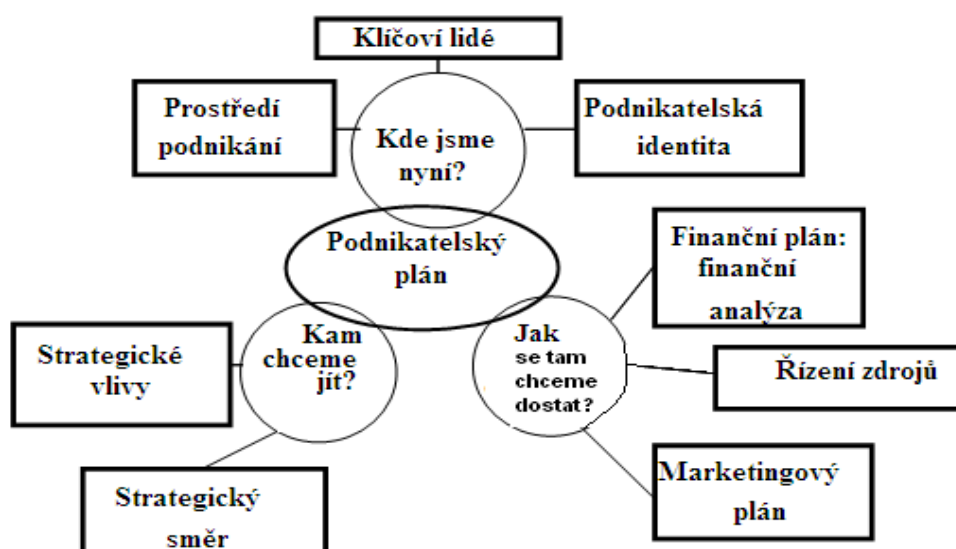 Klíčoví lidé
Prostředí
podnikání
Kde jsme
nyní?
Podnikatelská
identita
Podnikatelský
plán
Finanční plán:
finanční
analýza
Kam
chceme
jít?
Jak
se tam
chceme
dostat?
Strategické
vlivy
Řízení zdrojů
Strategický
směr
Marketingový
plán